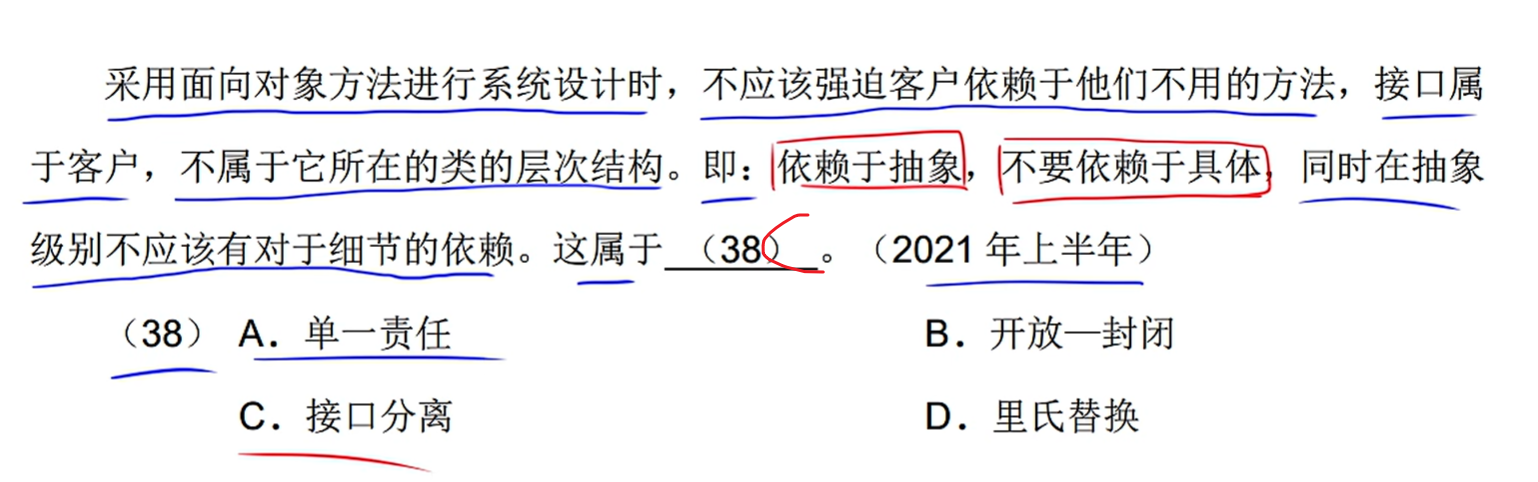 采用面向对象方法进行系统设计时，不应该强迫客户依赖于他们不用的方法，接口属
于客户，不属于它所在的类的层次结构。即：依赖于抽象，不要依赖于具体，同时在抽象
级别不应该有对于细节的依赖。这属于 （38） 。（2021 年上半年）
（38） A．单一责任 B．开放—封闭
C．接口分离 D．里氏替换